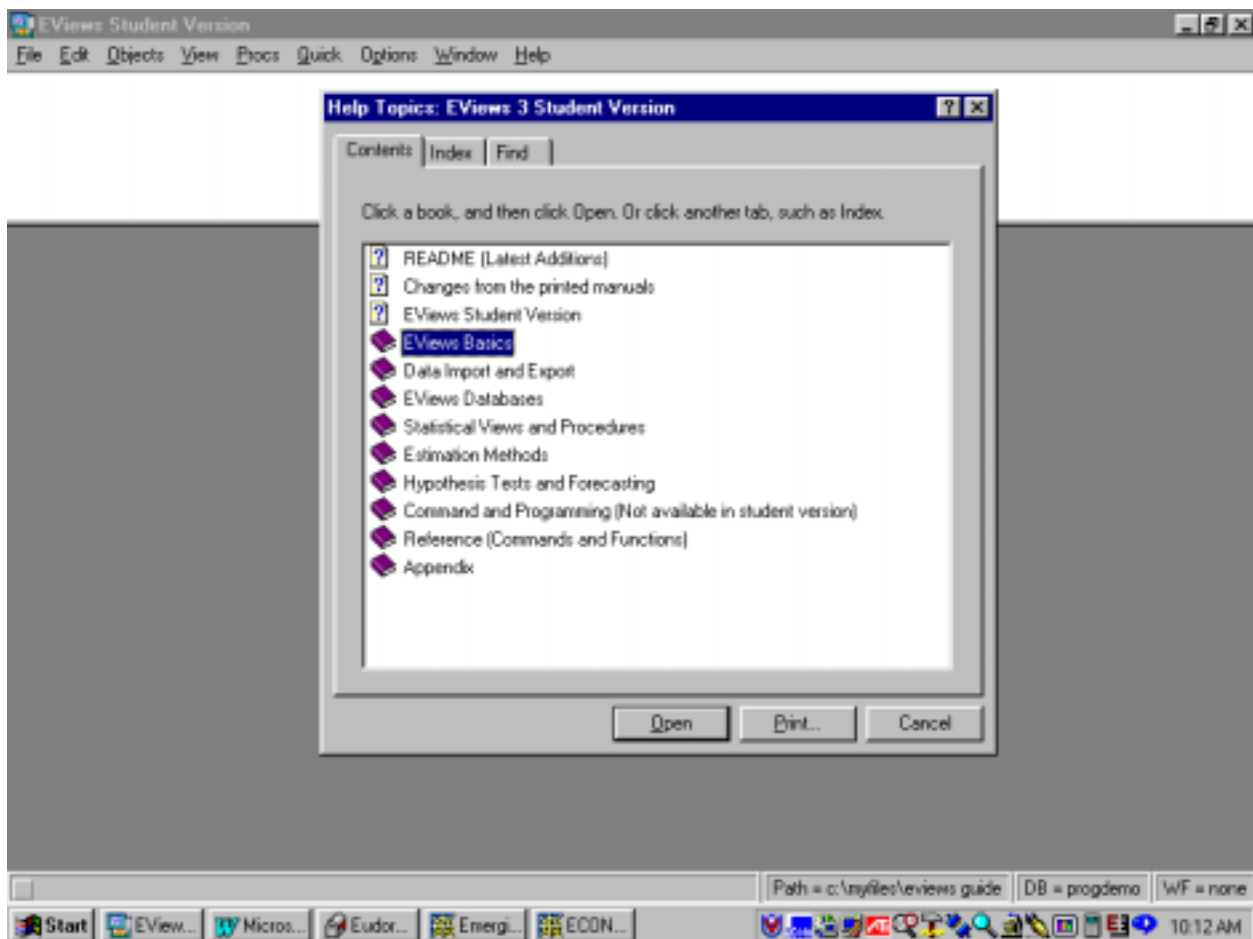 EViews Student Version
File Edit Objects View Procs Quick Options Window Help
Help Topics: EViews 3 Student Version
Contents Index Find
Click a book, and then click Open. Or click another tab, such as Index.
README (Latest Additions)
Changes from the printed manuals
EViews Student Version
EViews Basics
Data Import and Export
EViews Databases
Statistical Views and Procedures
Estimation Methods
Hypothesis Tests and Forecasting
Command and Programming (Not available in student version)
Reference (Commands and Functions)
Appendix
Open Print... Cancel
Path = c:\myfiles\eviews guide DB = progdemo WF = none
Start EView... Micros... Eudor... Emergi... ECON... 10:12 AM